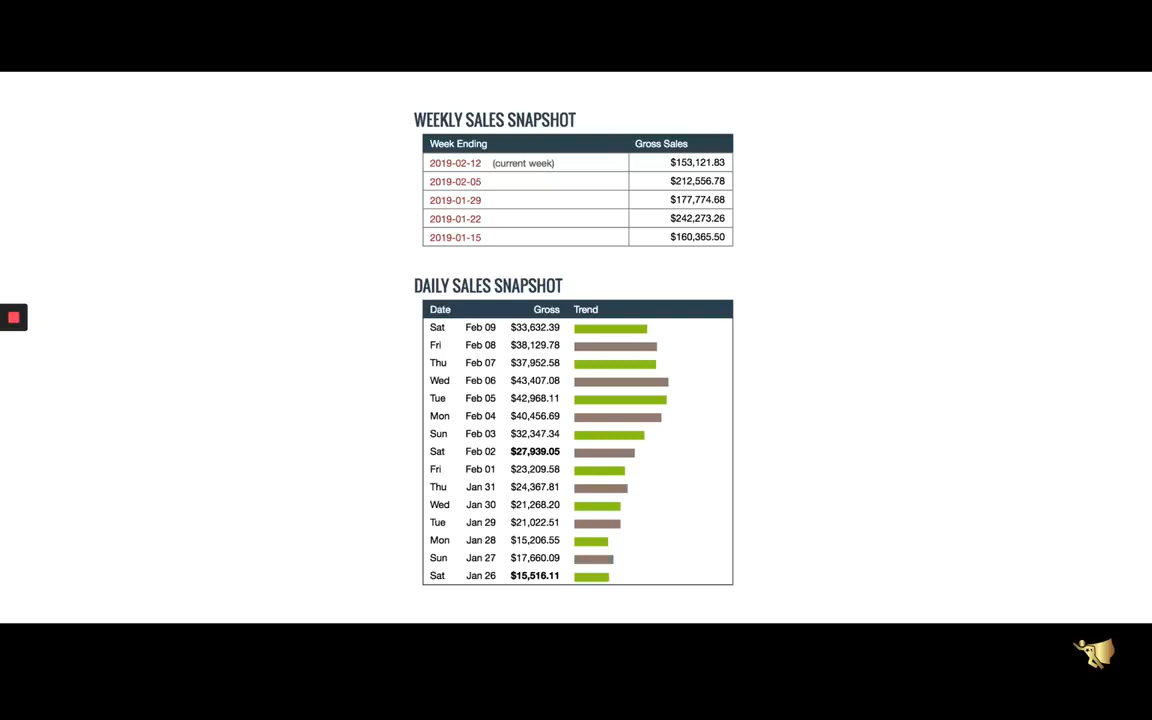 WEEKLY SALES SNAPSHOT
Week Ending Gross Sales
2019-02-12 (current week) $153,121.83
2019-02-05 $212,556.78
2019-01-29 $177,774.68
2019-01-22 $242,273.26
2019-01-15 $160,365.50
DAILY SALES SNAPSHOT
Date Gross Trend
Sat Feb 09 $33,632.39
Fri Feb 08 $38,129.78
Thu Feb 07 $37,952.58
Wed Feb 06 $43,407.08
Tue Feb 05 $42,968.11
Mon Feb 04 $40,456.69
Sun Feb 03 $32,347.34
Sat Feb 02 $27,939.05
Fri Feb 01 $23,209.58
Thu Jan 31 $24,367.81
Wed Jan 30 $21,268.20
Tue Jan 29 $21,022.51
Mon Jan 28 $15,206.55
Sun Jan 27 $17,660.09
Sat Jan 26 $15,516.11